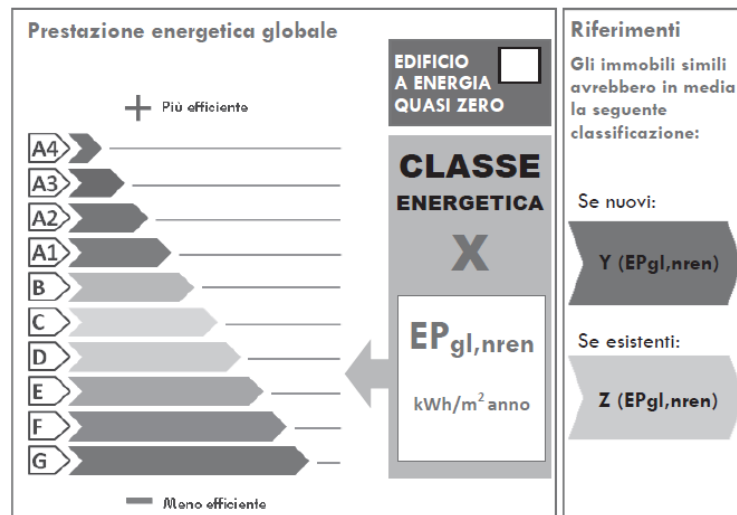 Prestazione energetica globale
Più efficiente
A4
A3
A2
A1
B
C
D
E
F
G
Meno efficiente
EDIFICIO
A ENERGIA
QUASI ZERO
CLASSE
ENERGETICA
X
EPgl,nren
kWh/m² anno
Riferimenti
Gli immobili simili
avrebbero in media
la seguente
classificazione:
Se nuovi:
Y (EPgl,nren)
Se esistenti:
Z (EPgl,nren)